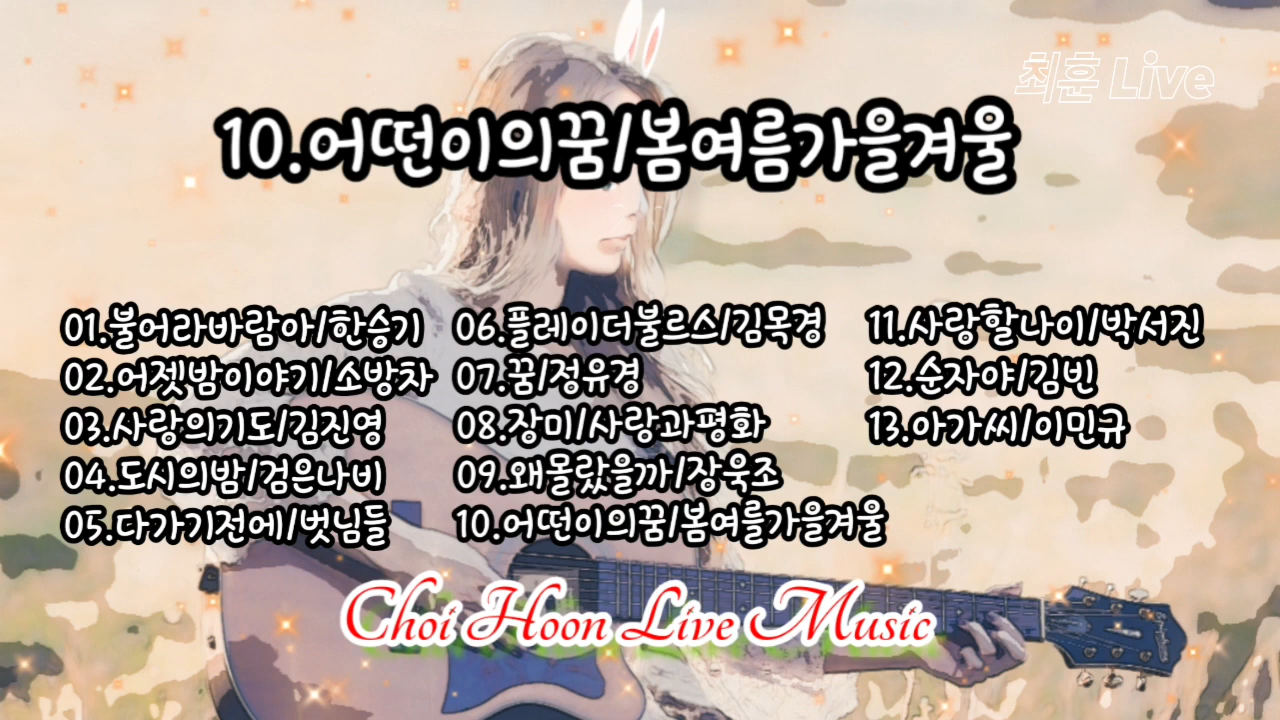 최훈 Live
10.어떤이의꿈/봄여름가을겨울
01.불어라바람아/한승기
02.어젯밤이야기/소방차
03.사랑의기도/김진영
04.도시의밤/검은나비
05.다가기전에/벗님들
06.플레이더불르스/김목경
07.꿈/정유경
08.장미/사랑과평화
09.왜몰랐을까/장욱조
10.어떤이의꿈/봄여를가을겨울
11.사랑할나이/박서진
12.순자야/김빈
13.아가씨/이민규
Choi Hoon Live Music